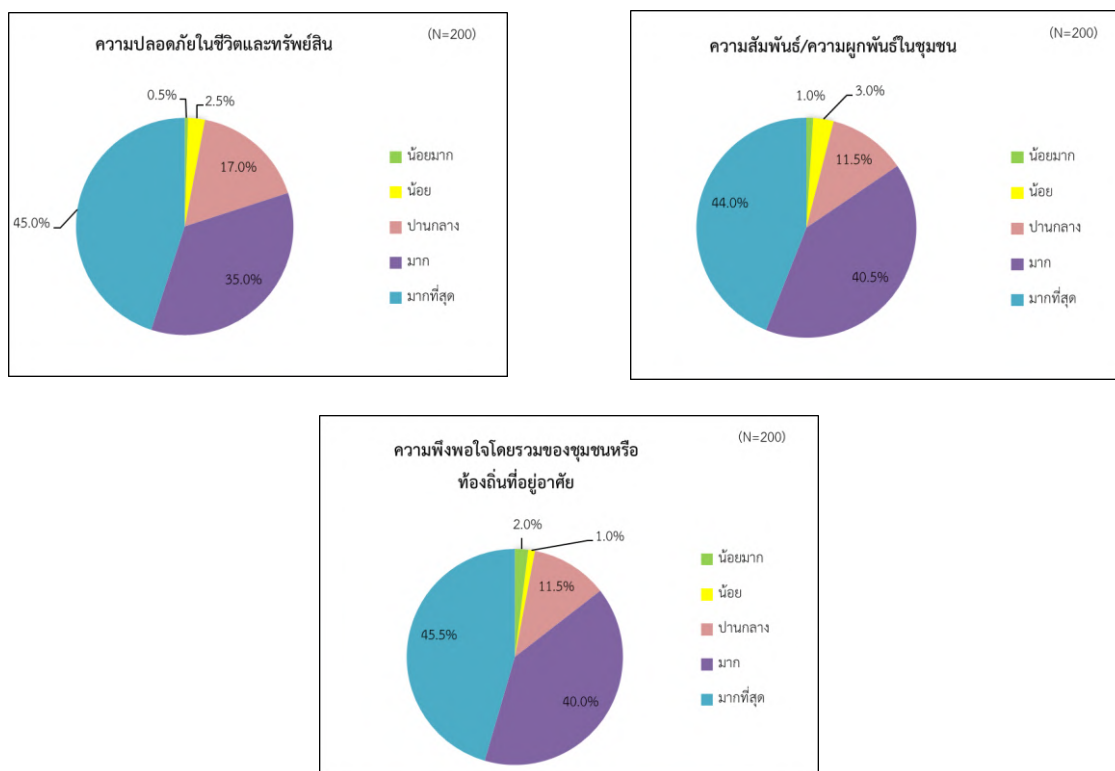 ความปลอดภัยในชีวิตและทรัพย์สิน
(N=200)
0.5%
2.5%
17.0%
35.0%
45.0%
น้อยมาก
น้อย
ปานกลาง
มาก
มากที่สุด
ความสัมพันธ์/ความผูกพันธ์ในชุมชน
(N=200)
1.0%
3.0%
11.5%
40.5%
44.0%
น้อยมาก
น้อย
ปานกลาง
มาก
มากที่สุด
ความพึงพอใจโดยรวมของชุมชนหรือ
ท้องถิ่นที่อยู่อาศัย
(N=200)
2.0%
1.0%
11.5%
40.0%
45.5%
น้อยมาก
น้อย
ปานกลาง
มาก
มากที่สุด